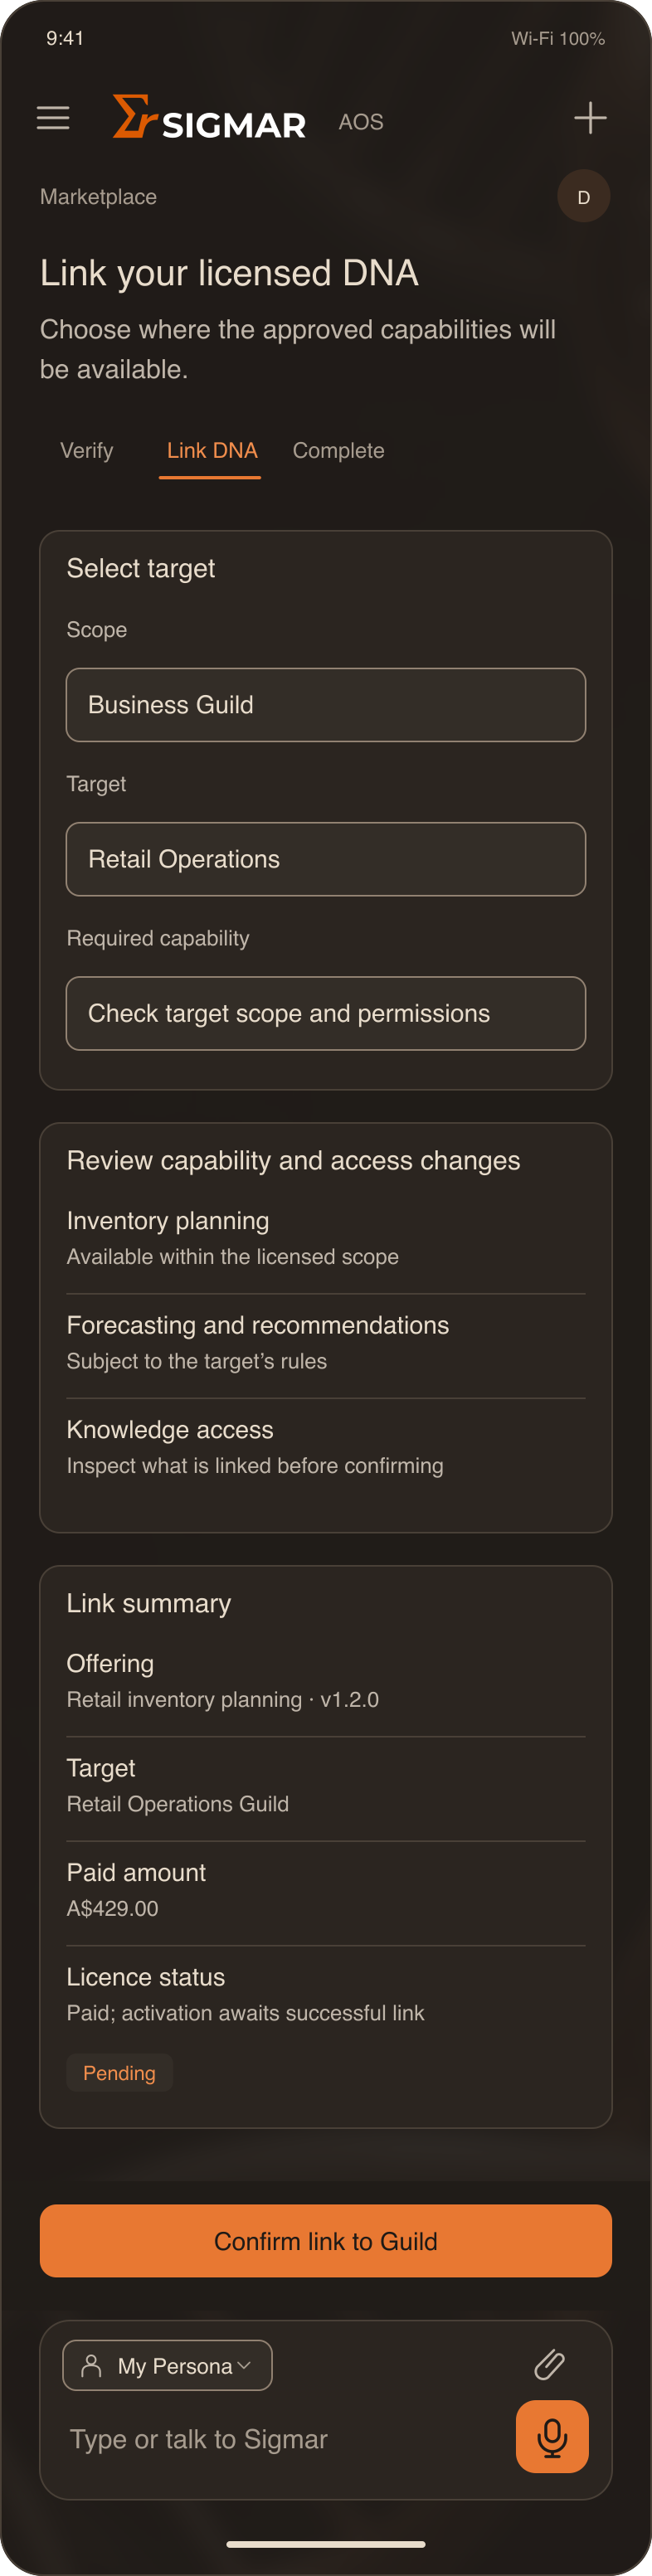 9:41
Wi-Fi 100%
SIGMAR AOS
Marketplace
D
Link your licensed DNA
Choose where the approved capabilities will
be available.
Verify
Link DNA
Complete
Select target
Scope
Business Guild
Target
Retail Operations
Required capability
Check target scope and permissions
Review capability and access changes
Inventory planning
Available within the licensed scope
Forecasting and recommendations
Subject to the target’s rules
Knowledge access
Inspect what is linked before confirming
Link summary
Offering
Retail inventory planning · v1.2.0
Target
Retail Operations Guild
Paid amount
A$429.00
Licence status
Paid; activation awaits successful link
Pending
Confirm link to Guild
My Persona
Type or talk to Sigmar